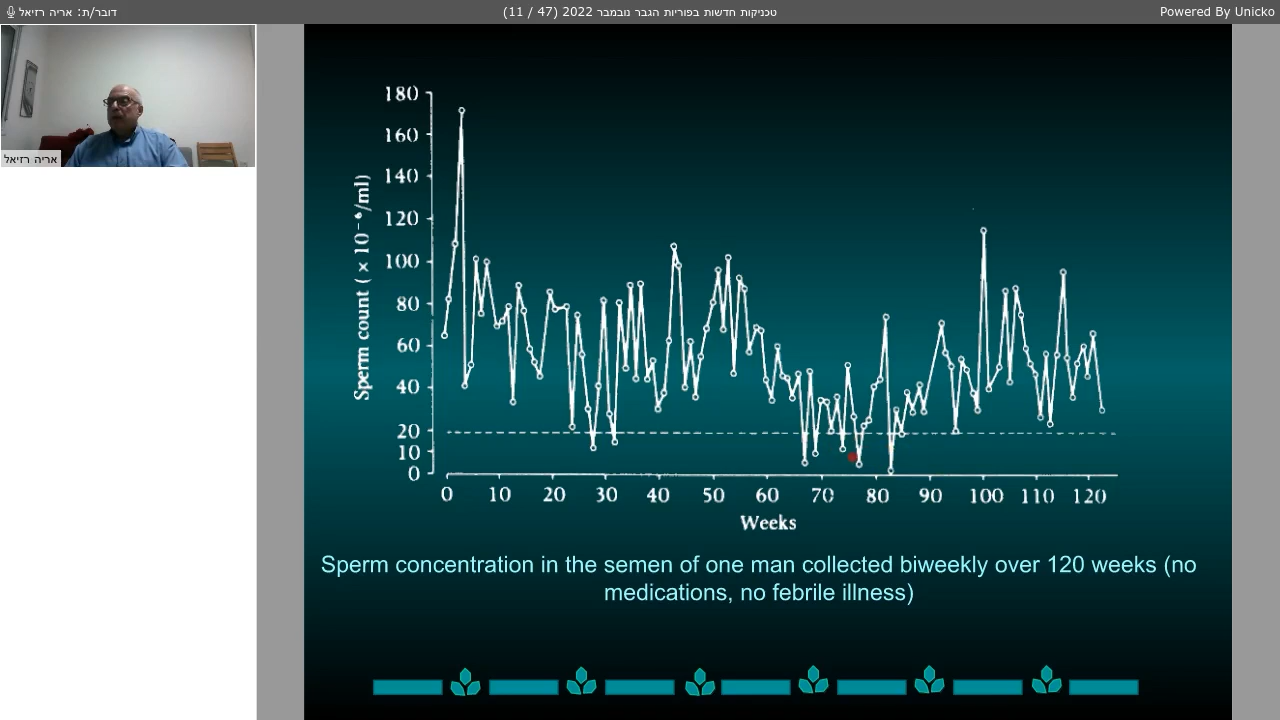 דובר/ת: אריה רזיאל
טכניקות חדשות בפוריות הגבר נובמבר 2022 (47 / 11)
Powered By Unicko
אריה רזיאל
180
160
140
120
100
80
60
40
20
10
0
Sperm count ( × 10⁻⁶/ml)
0 10 20 30 40 50 60 70 80 90 100 110 120
Weeks
Sperm concentration in the semen of one man collected biweekly over 120 weeks (no
medications, no febrile illness)